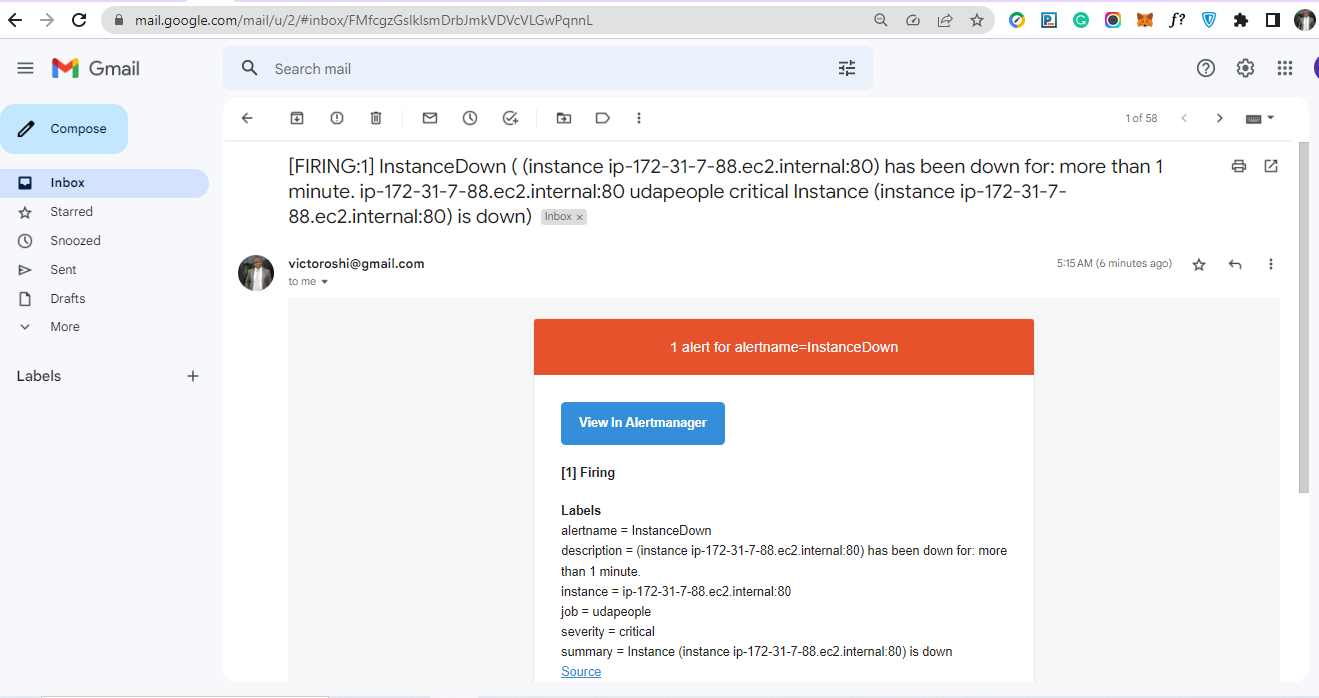 mail.google.com/mail/u/2/#inbox/FMfcgzGslklsmDrbJmkVDVcVLGwPqnnL
Gmail
Search mail
Compose
1 of 58
Inbox
Starred
Snoozed
Sent
Drafts
More
Labels
[FIRING:1] InstanceDown ( (instance ip-172-31-7-88.ec2.internal:80) has been down for: more than 1
minute. ip-172-31-7-88.ec2.internal:80 udapeople critical Instance (instance ip-172-31-7-
88.ec2.internal:80) is down) Inbox ×
victoroshi@gmail.com
5:15 AM (6 minutes ago)
to me
1 alert for alertname=InstanceDown
View In Alertmanager
[1] Firing
Labels
alertname = InstanceDown
description = (instance ip-172-31-7-88.ec2.internal:80) has been down for: more
than 1 minute.
instance = ip-172-31-7-88.ec2.internal:80
job = udapeople
severity = critical
summary = Instance (instance ip-172-31-7-88.ec2.internal:80) is down
Source